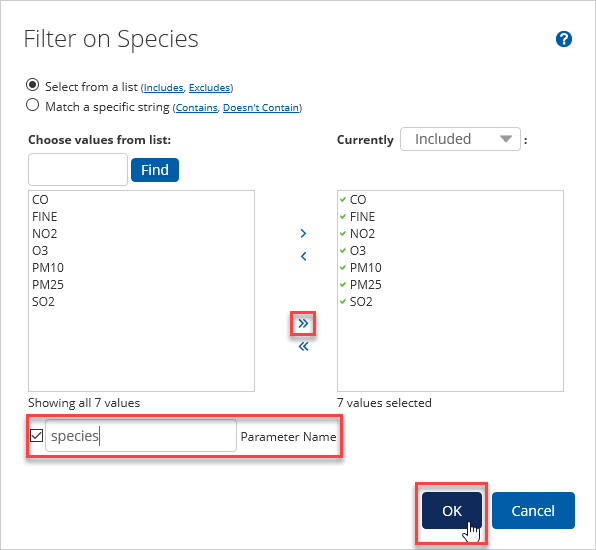 Filter on Species
?
Select from a list (Includes, Excludes)
Match a specific string (Contains, Doesn't Contain)
Choose values from list:
Find
CO
FINE
NO2
O3
PM10
PM25
SO2
Showing all 7 values
Currently Included :
CO
FINE
NO2
O3
PM10
PM25
SO2
7 values selected
species Parameter Name
OK Cancel